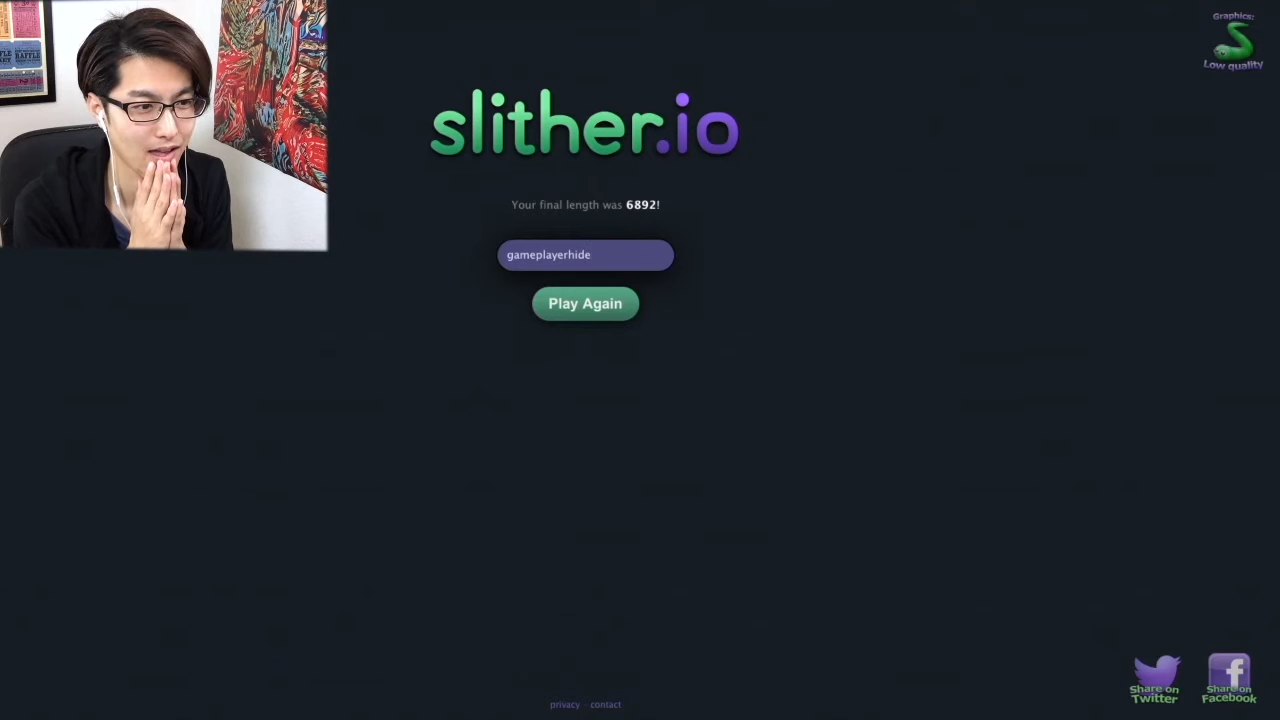 RAFFLE
Graphics:
Low quality
slither.io
Your final length was 6892!
gameplayerhide
Play Again
Share on
Twitter
Share on
Facebook
privacy · contact